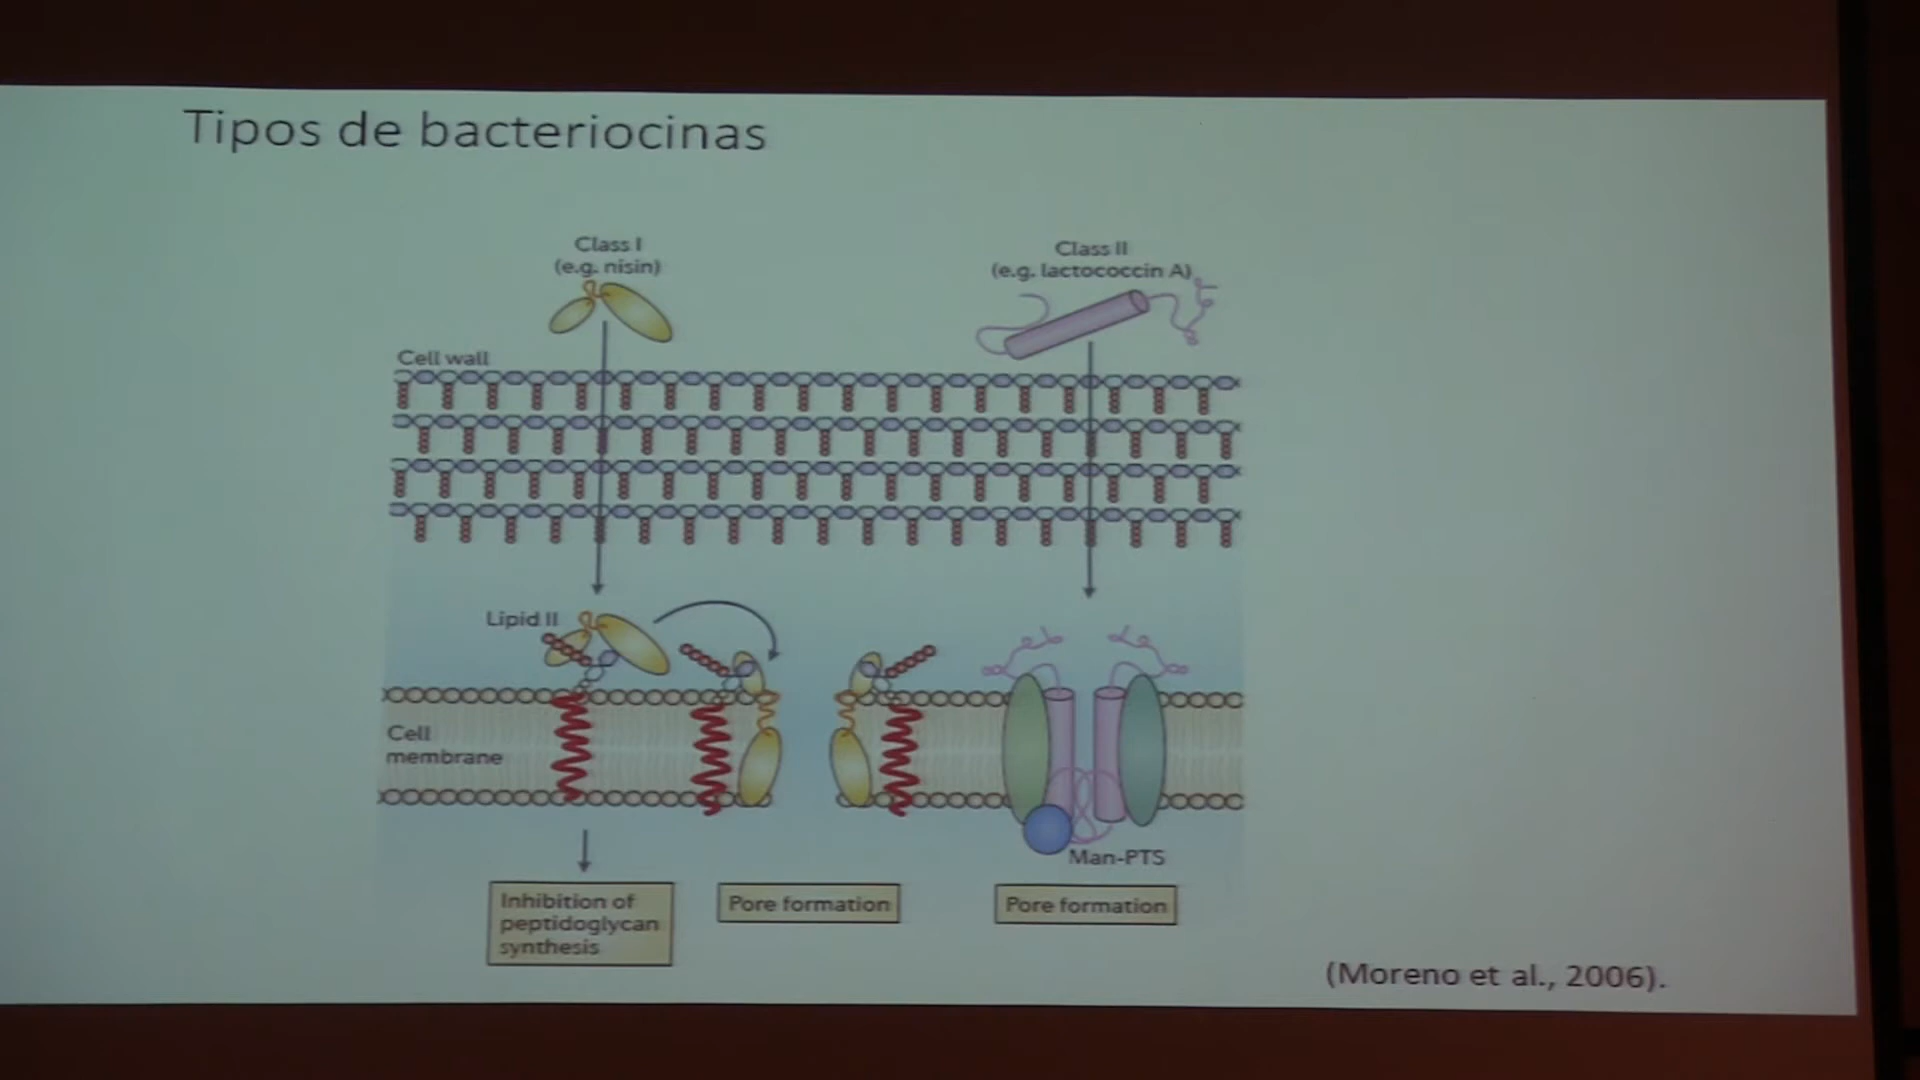 Tipos de bacteriocinas
Class I
(e.g. nisin)
Class II
(e.g. lactococcin A)
Cell wall
Lipid II
Cell
membrane
Man-PTS
Inhibition of
peptidoglycan
synthesis
Pore formation
Pore formation
(Moreno et al., 2006).